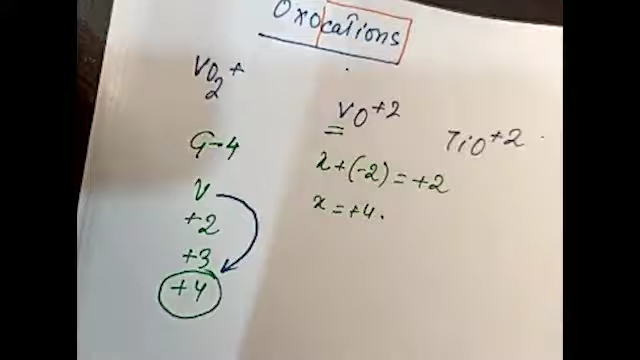 Oxocations
VO₂⁺
VO⁺²
TiO⁺²
G-4
x+(-2)=+2
V
x=+4.
+2
+3
+4